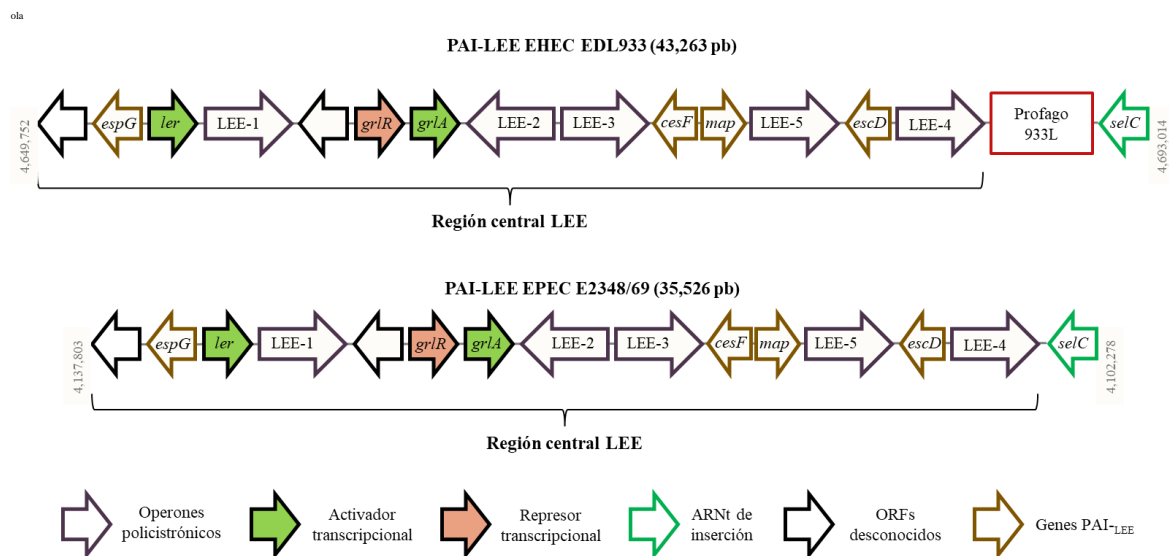 ola
PAI-LEE EHEC EDL933 (43,263 pb)
4,649,752
espG
ler
LEE-1
grlR
grlA
LEE-2
LEE-3
cesF
map
LEE-5
escD
LEE-4
Profago
933L
selC
4,693,014
Región central LEE
PAI-LEE EPEC E2348/69 (35,526 pb)
4,137,803
espG
ler
LEE-1
grlR
grlA
LEE-2
LEE-3
cesF
map
LEE-5
escD
LEE-4
selC
4,102,278
Región central LEE
Operones
policistrónicos
Activador
transcripcional
Represor
transcripcional
ARNt de
inserción
ORFs
desconocidos
Genes PAI-LEE